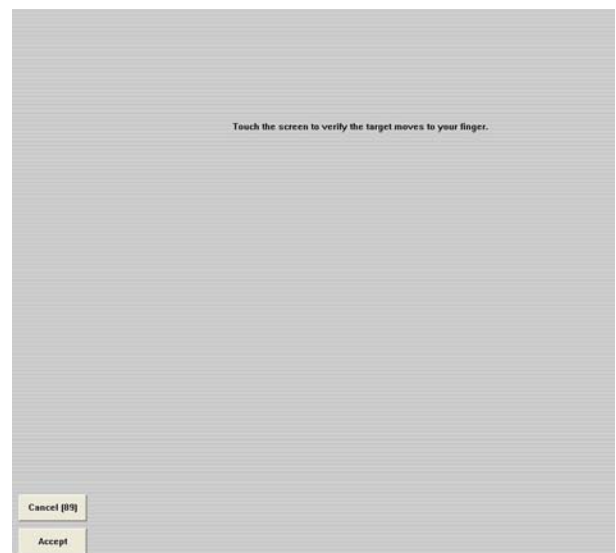 Touch the screen to verify the target moves to your finger.
Cancel [89]
Accept